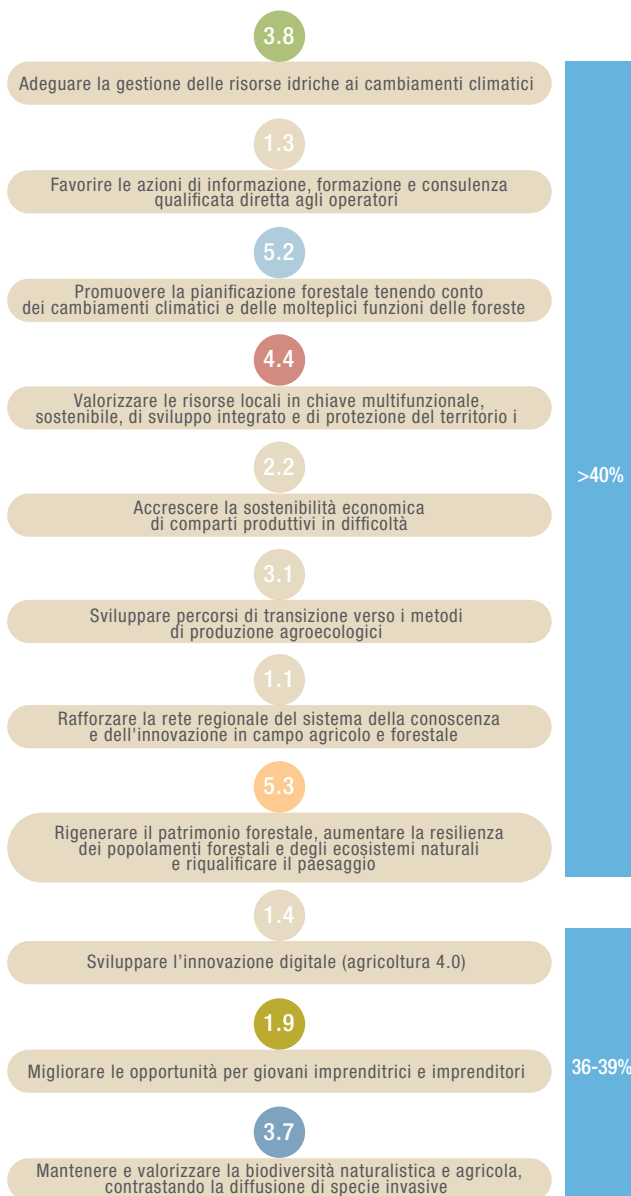 3.8
Adeguare la gestione delle risorse idriche ai cambiamenti climatici
1.3
Favorire le azioni di informazione, formazione e consulenza
qualificata diretta agli operatori
5.2
Promuovere la pianificazione forestale tenendo conto
dei cambiamenti climatici e delle molteplici funzioni delle foreste
4.4
Valorizzare le risorse locali in chiave multifunzionale,
sostenibile, di sviluppo integrato e di protezione del territorio i
>40%
2.2
Accrescere la sostenibilità economica
di comparti produttivi in difficoltà
3.1
Sviluppare percorsi di transizione verso i metodi
di produzione agroecologici
1.1
Rafforzare la rete regionale del sistema della conoscenza
e dell'innovazione in campo agricolo e forestale
5.3
Rigenerare il patrimonio forestale, aumentare la resilienza
dei popolamenti forestali e degli ecosistemi naturali
e riqualificare il paesaggio
1.4
Sviluppare l’innovazione digitale (agricoltura 4.0)
1.9
Migliorare le opportunità per giovani imprenditrici e imprenditori
36-39%
3.7
Mantenere e valorizzare la biodiversità naturalistica e agricola,
contrastando la diffusione di specie invasive